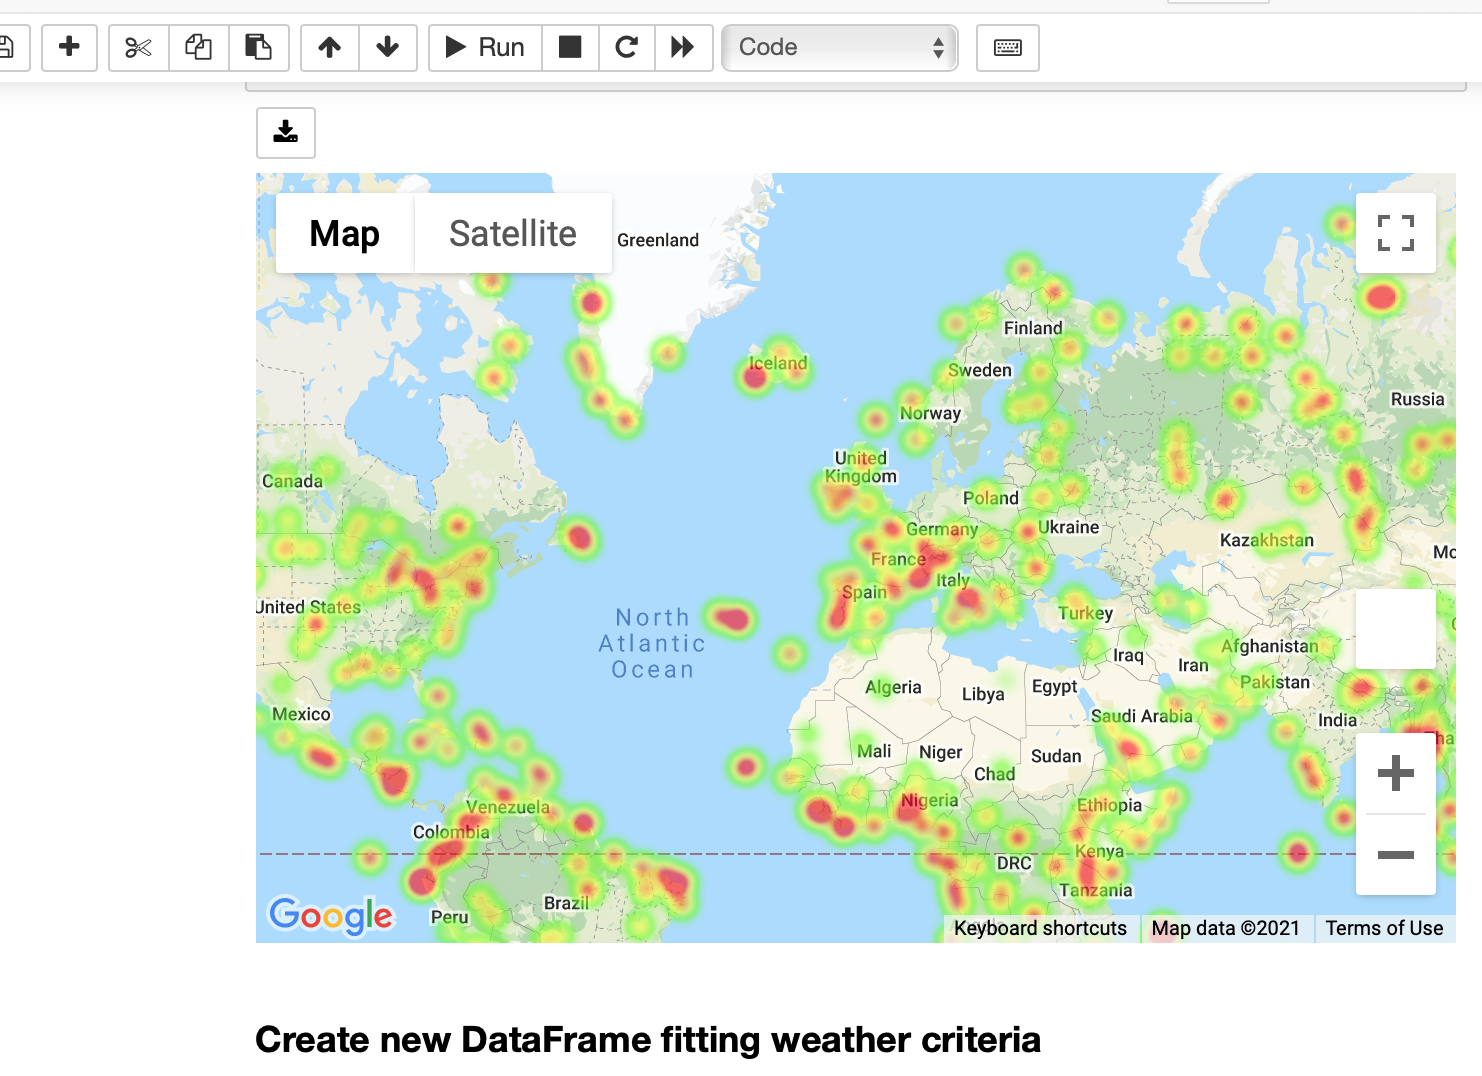 Run
Code
Map
Satellite
Greenland
Finland
Iceland
Sweden
Russia
Norway
United
Kingdom
Canada
Poland
Germany
Ukraine
Kazakhstan
France
Italy
Spain
United States
North
Atlantic
Ocean
Turkey
Iraq
Afghanistan
Iran
Pakistan
Algeria
Libya
Egypt
Mexico
Saudi Arabia
India
Mali
Niger
Sudan
Chad
Venezuela
Nigeria
Ethiopia
Colombia
Kenya
DRC
Tanzania
Brazil
Peru
Google
Keyboard shortcuts
Map data ©2021
Terms of Use
Create new DataFrame fitting weather criteria